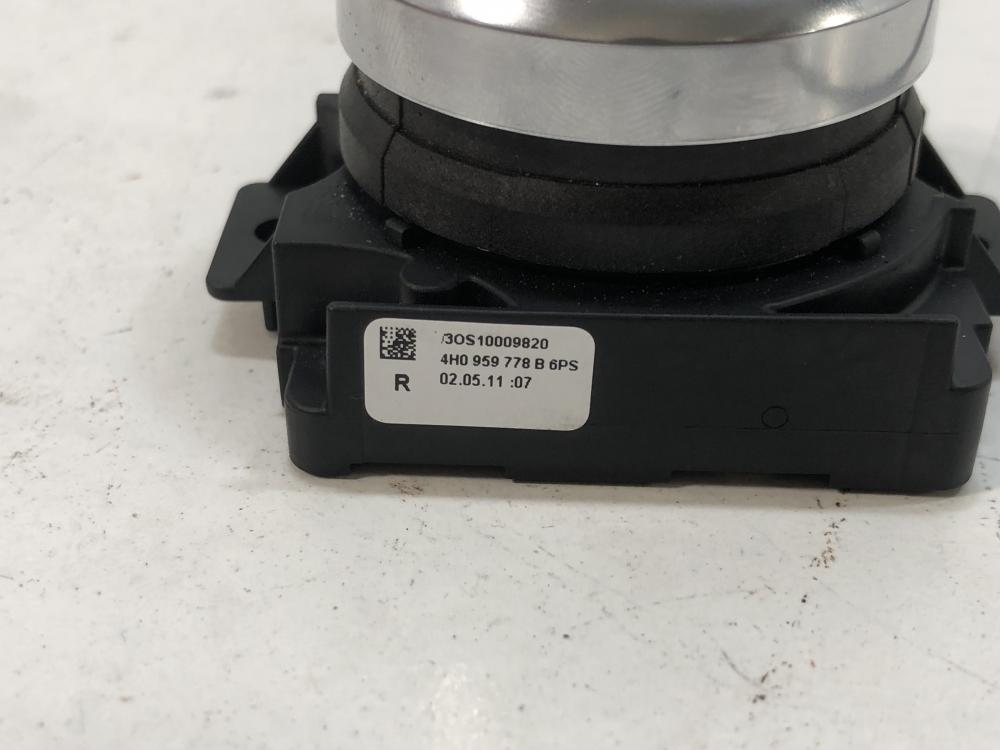 /3OS10009820
4H0 959 778 B 6PS
R 02.05.11 :07